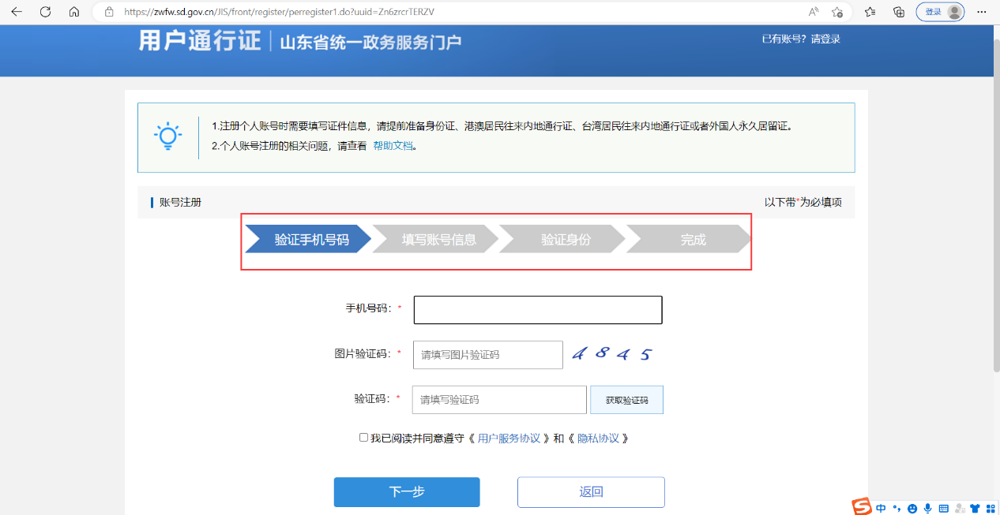 https://zwfw.sd.gov.cn/JIS/front/register/perregister1.do?uuid=Zn6zrcrTERZV
登录
用户通行证 | 山东省统一政务服务门户
已有账号？请登录
1.注册个人账号时需要填写证件信息，请提前准备身份证、港澳居民往来内地通行证、台湾居民往来内地通行证或者外国人永久居留证。
2.个人账号注册的相关问题，请查看 帮助文档。
账号注册
以下带*为必填项
验证手机号码 填写账号信息 验证身份 完成
手机号码：*
图片验证码：* 请填写图片验证码 4845
验证码：* 请填写验证码 获取验证码
我已阅读并同意遵守《 用户服务协议 》和《 隐私协议 》
下一步 返回
中